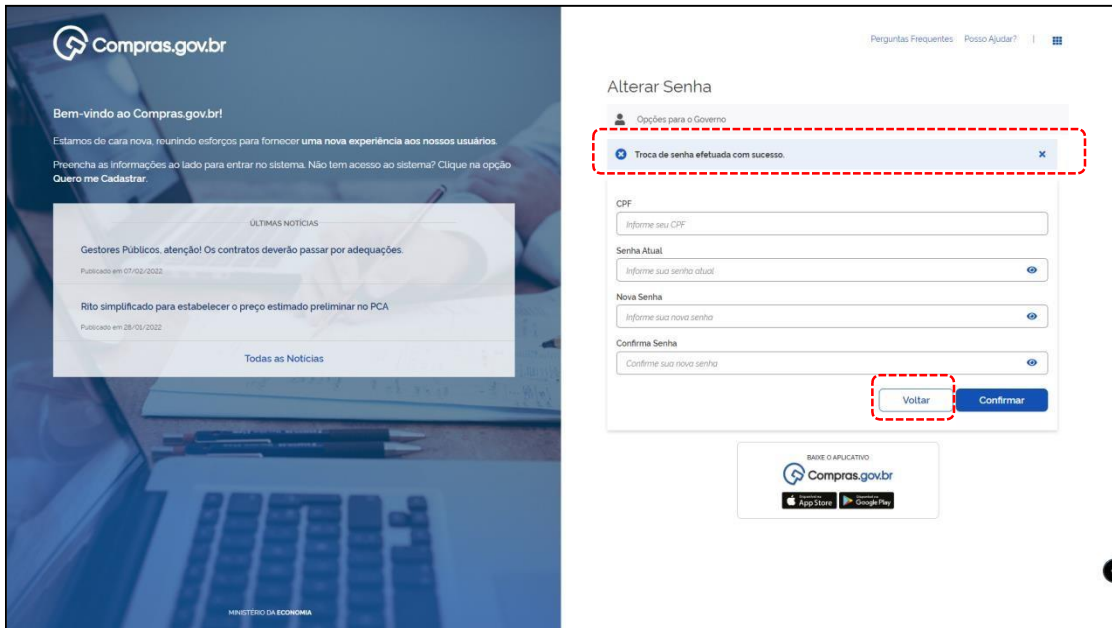 Compras.gov.br
Bem-vindo ao Compras.gov.br!
Estamos de cara nova, reunindo esforços para fornecer uma nova experiência aos nossos usuários.
Preencha as informações ao lado para entrar no sistema. Não tem acesso ao sistema? Clique na opção
Quero me Cadastrar.
ÚLTIMAS NOTÍCIAS
Gestores Públicos, atenção! Os contratos deverão passar por adequações.
Publicado em 07/02/2022
Rito simplificado para estabelecer o preço estimado preliminar no PCA
Publicado em 28/01/2022
Todas as Notícias
MINISTÉRIO DA ECONOMIA
Perguntas Frequentes Posso Ajudar? |
Alterar Senha
Opções para o Governo
Troca de senha efetuada com sucesso.
CPF
Informe seu CPF
Senha Atual
Informe sua senha atual
Nova Senha
Informe sua nova senha
Confirma Senha
Confirme sua nova senha
Voltar Confirmar
BAIXE O APLICATIVO
Compras.gov.br
Disponível na App Store
Disponível no Google Play